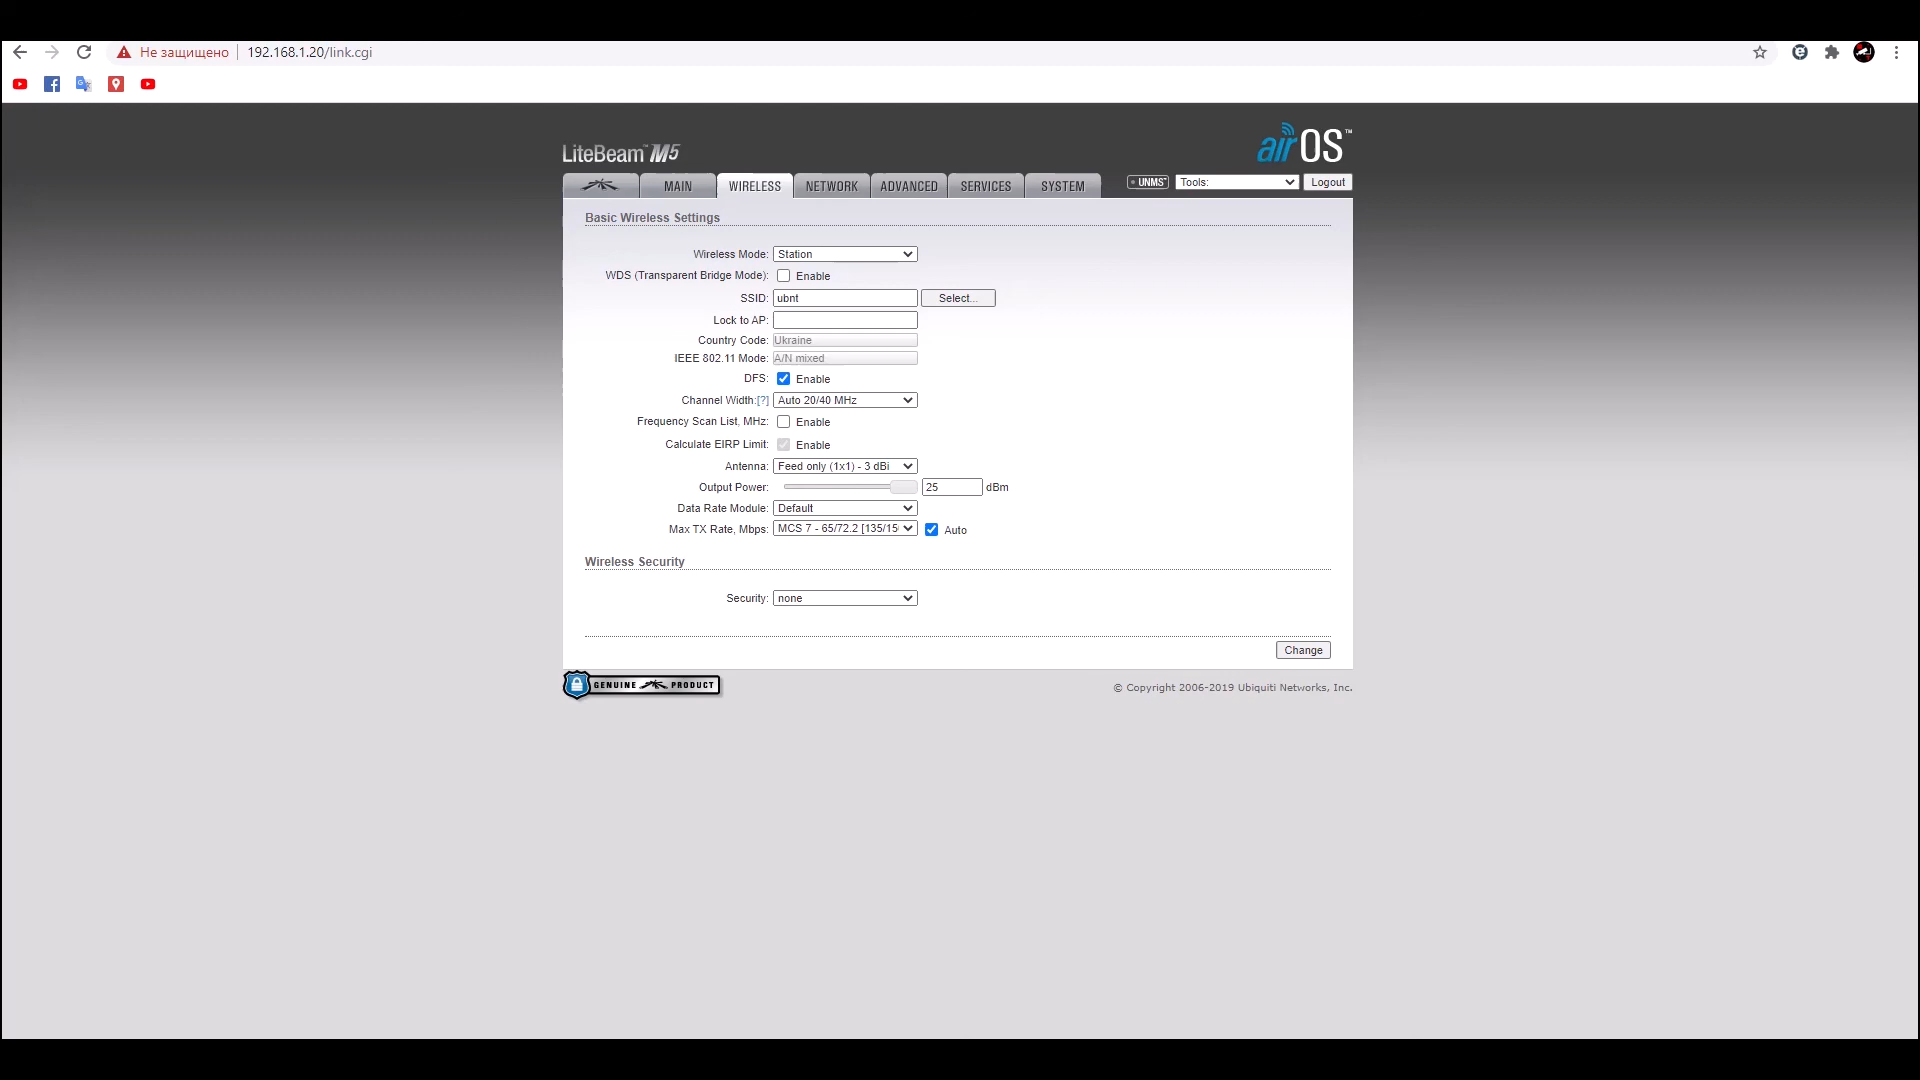 Не защищено 192.168.1.20/link.cgi
LiteBeam™ M5
airOS™
MAIN WIRELESS NETWORK ADVANCED SERVICES SYSTEM UNMS™ Tools: Logout
Basic Wireless Settings
Wireless Mode: Station
WDS (Transparent Bridge Mode): Enable
SSID: ubnt Select...
Lock to AP:
Country Code: Ukraine
IEEE 802.11 Mode: A/N mixed
DFS: Enable
Channel Width:[?] Auto 20/40 MHz
Frequency Scan List, MHz: Enable
Calculate EIRP Limit: Enable
Antenna: Feed only (1x1) - 3 dBi
Output Power: 25 dBm
Data Rate Module: Default
Max TX Rate, Mbps: MCS 7 - 65/72.2 [135/15 Auto
Wireless Security
Security: none
Change
GENUINE PRODUCT
© Copyright 2006-2019 Ubiquiti Networks, Inc.